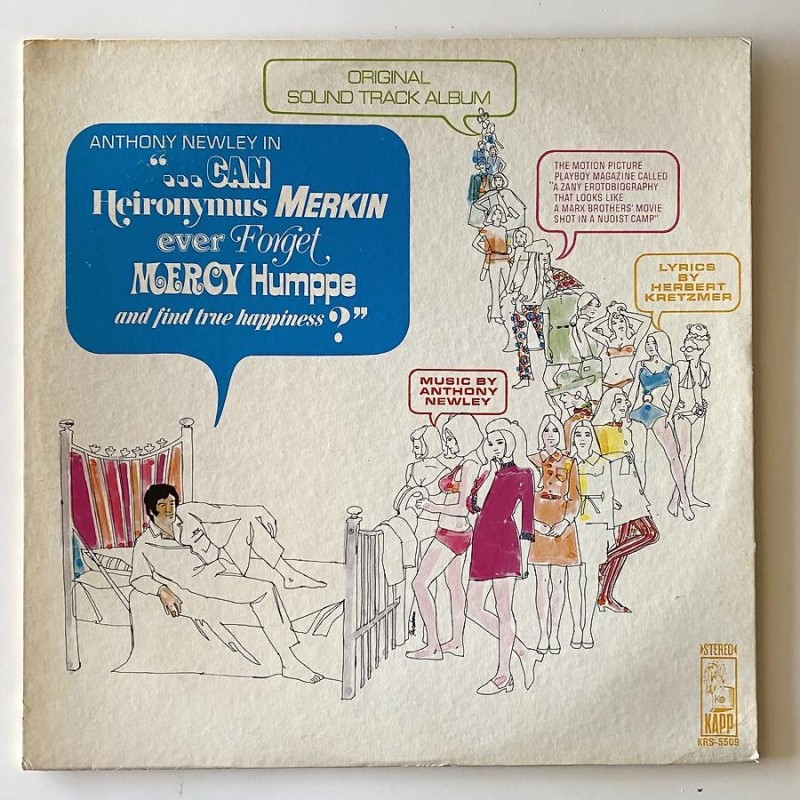 ORIGINAL
SOUND TRACK ALBUM
ANTHONY NEWLEY IN
"...CAN
Heironymus MERKIN
ever Forget
MERCY Humppe
and find true happiness?"
THE MOTION PICTURE
PLAYBOY MAGAZINE CALLED
"A ZANY EROTOBIOGRAPHY
THAT LOOKS LIKE
A MARX BROTHERS' MOVIE
SHOT IN A NUDIST CAMP"
LYRICS
BY
HERBERT
KRETZMER
MUSIC BY
ANTHONY
NEWLEY
STEREO
KAPP
KRS-5509